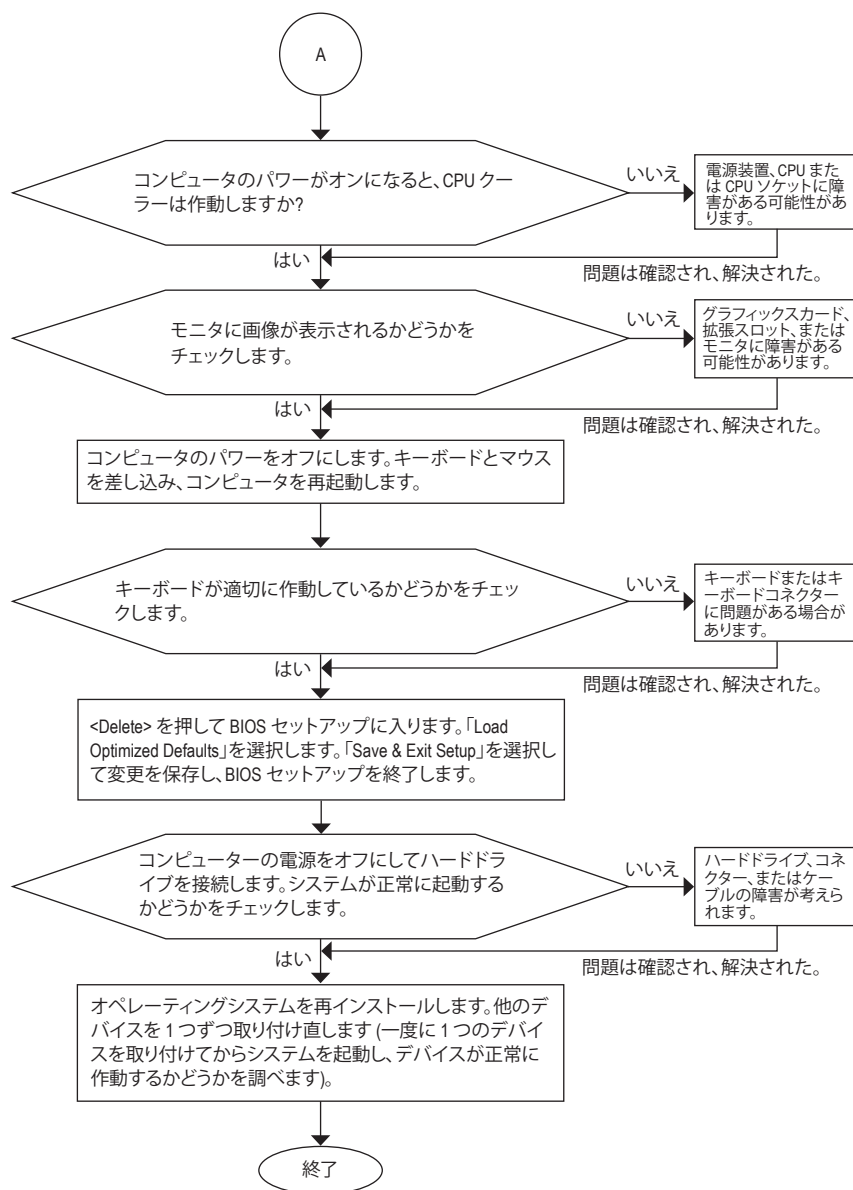 A
コンピュータのパワーがオンになると、CPU クー
ラーは作動しますか?
いいえ
電源装置、CPU また
は CPU ソケットに障
害がある可能性があ
ります。
はい
問題は確認され、解決された。
モニタに画像が表示されるかどうかを
チェックします。
いいえ
グラフィックスカード、
拡張スロット、または
モニタに障害がある
可能性があります。
はい
問題は確認され、解決された。
コンピュータのパワーをオフにします。キーボードとマウス
を差し込み、コンピュータを再起動します。
キーボードが適切に作動しているかどうかをチェッ
クします。
いいえ
キーボードまたはキ
ーボードコネクター
に問題がある場合が
あります。
はい
問題は確認され、解決された。
<Delete> を押して BIOS セットアップに入ります。「Load
Optimized Defaults」を選択します。「Save & Exit Setup」を選択し
て変更を保存し、BIOS セットアップを終了します。
コンピューターの電源をオフにしてハードドラ
イブを接続します。システムが正常に起動する
かどうかをチェックします。
いいえ
ハードドライブ、コネ
クター、またはケー
ブルの障害が考えら
れます。
はい
問題は確認され、解決された。
オペレーティングシステムを再インストールします。他のデ
バイスを 1 つずつ取り付け直します (一度に 1 つのデバイ
スを取り付けてからシステムを起動し、デバイスが正常に
作動するかどうかを調べます)。
終了